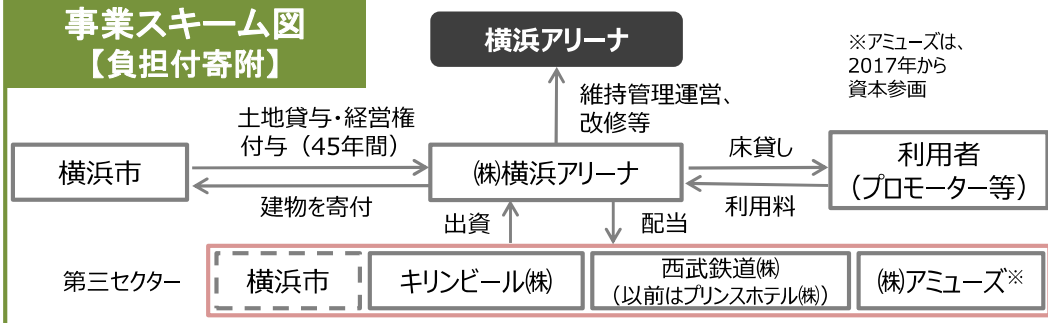 事業スキーム図
【負担付寄附】
横浜アリーナ
※アミューズは、
2017年から
資本参画
維持管理運営、
改修等
土地貸与・経営権
付与（45年間）
横浜市
建物を寄付
㈱横浜アリーナ
床貸し
利用料
利用者
（プロモーター等）
出資
配当
第三セクター
横浜市
キリンビール㈱
西武鉄道㈱
（以前はプリンスホテル㈱）
㈱アミューズ※